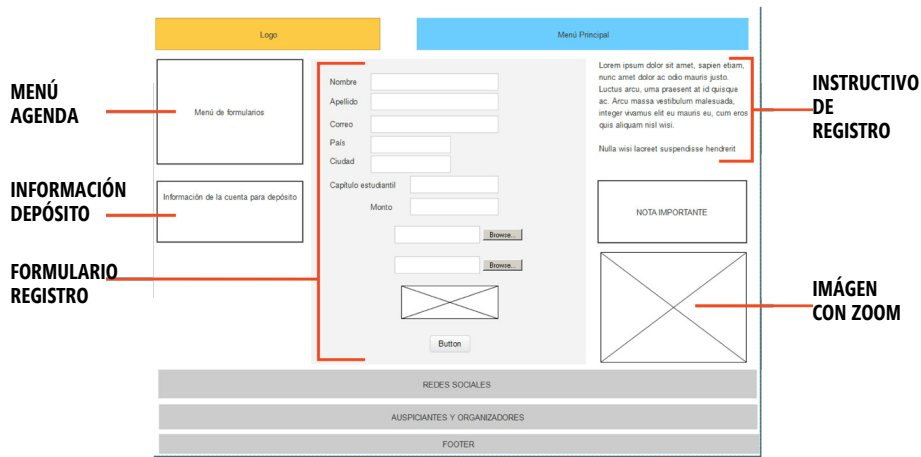 Logo
Menú Principal
MENÚ
AGENDA
Menú de formularios
INFORMACIÓN
DEPÓSITO
Información de la cuenta para depósito
FORMULARIO
REGISTRO
Nombre
Apellido
Correo
País
Ciudad
Capítulo estudiantil
Monto
Browse...
Browse...
Button
Lorem ipsum dolor sit amet, sapien etiam,
nunc amet dolor ac odio mauris justo.
Luctus arcu, urna praesent at id quisque
ac. Arcu massa vestibulum malesuada,
integer vivamus elit eu mauris eu, cum eros
quis aliquam nisl wisi.
Nulla wisi laoreet suspendisse hendrerit
INSTRUCTIVO
DE
REGISTRO
NOTA IMPORTANTE
IMÁGEN
CON ZOOM
REDES SOCIALES
AUSPICIANTES Y ORGANIZADORES
FOOTER